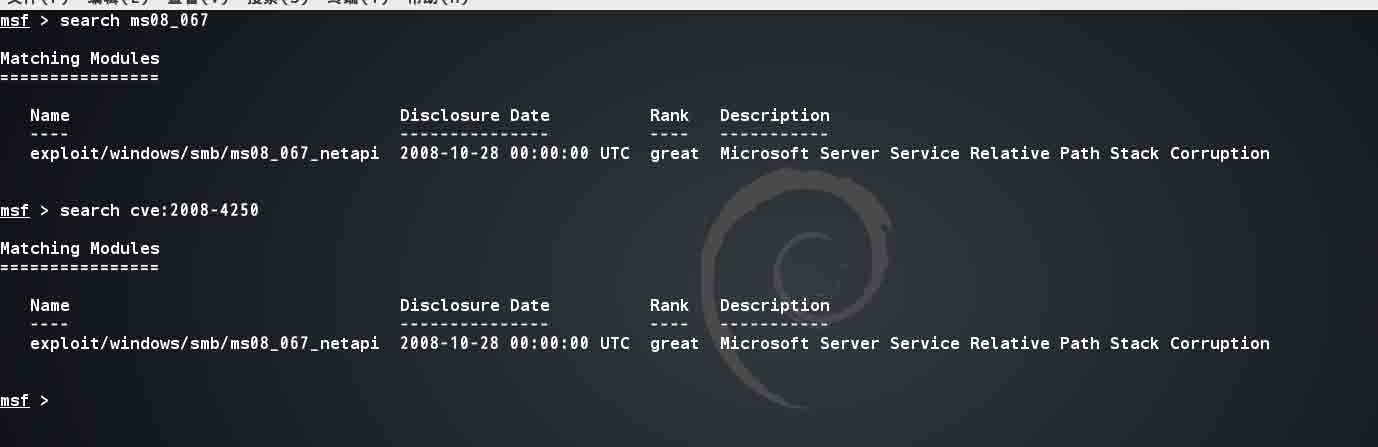 msf > search ms08_067
Matching Modules
================
Name Disclosure Date Rank Description
---- --------------- ---- -----------
exploit/windows/smb/ms08_067_netapi 2008-10-28 00:00:00 UTC great Microsoft Server Service Relative Path Stack Corruption
msf > search cve:2008-4250
Matching Modules
================
Name Disclosure Date Rank Description
---- --------------- ---- -----------
exploit/windows/smb/ms08_067_netapi 2008-10-28 00:00:00 UTC great Microsoft Server Service Relative Path Stack Corruption
msf >